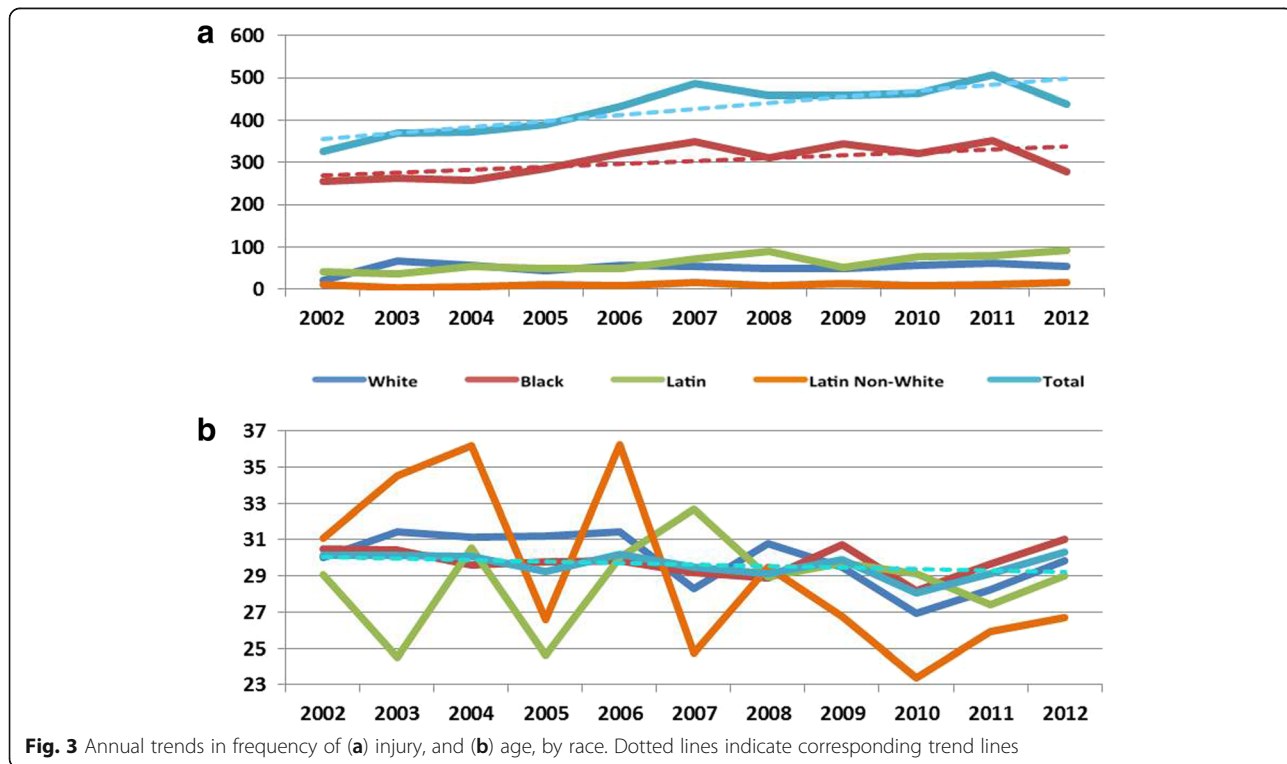 a
600
500
400
300
200
100
0
2002 2003 2004 2005 2006 2007 2008 2009 2010 2011 2012
White Black Latin Latin Non-White Total
b
37
35
33
31
29
27
25
23
2002 2003 2004 2005 2006 2007 2008 2009 2010 2011 2012
Fig. 3 Annual trends in frequency of (a) injury, and (b) age, by race. Dotted lines indicate corresponding trend lines